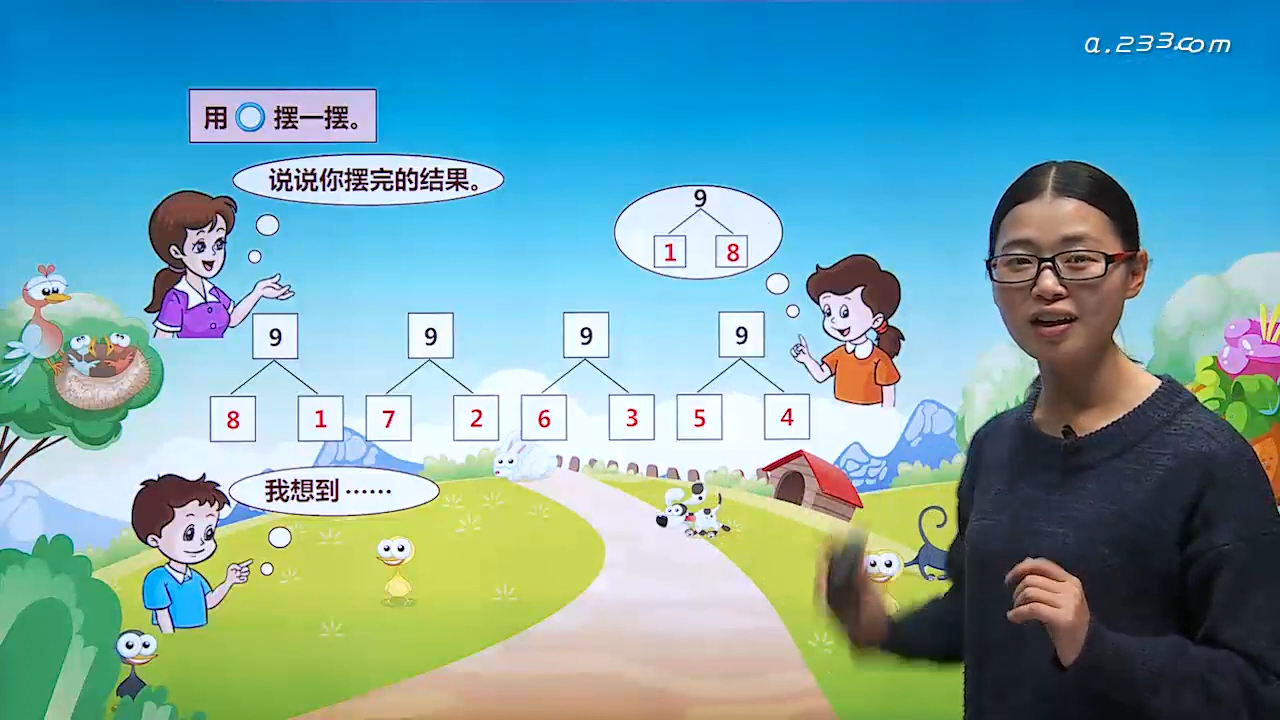 a.233.com
用○摆一摆。
说说你摆完的结果。
9
1 8
9 9 9 9
8 1 7 2 6 3 5 4
我想到……